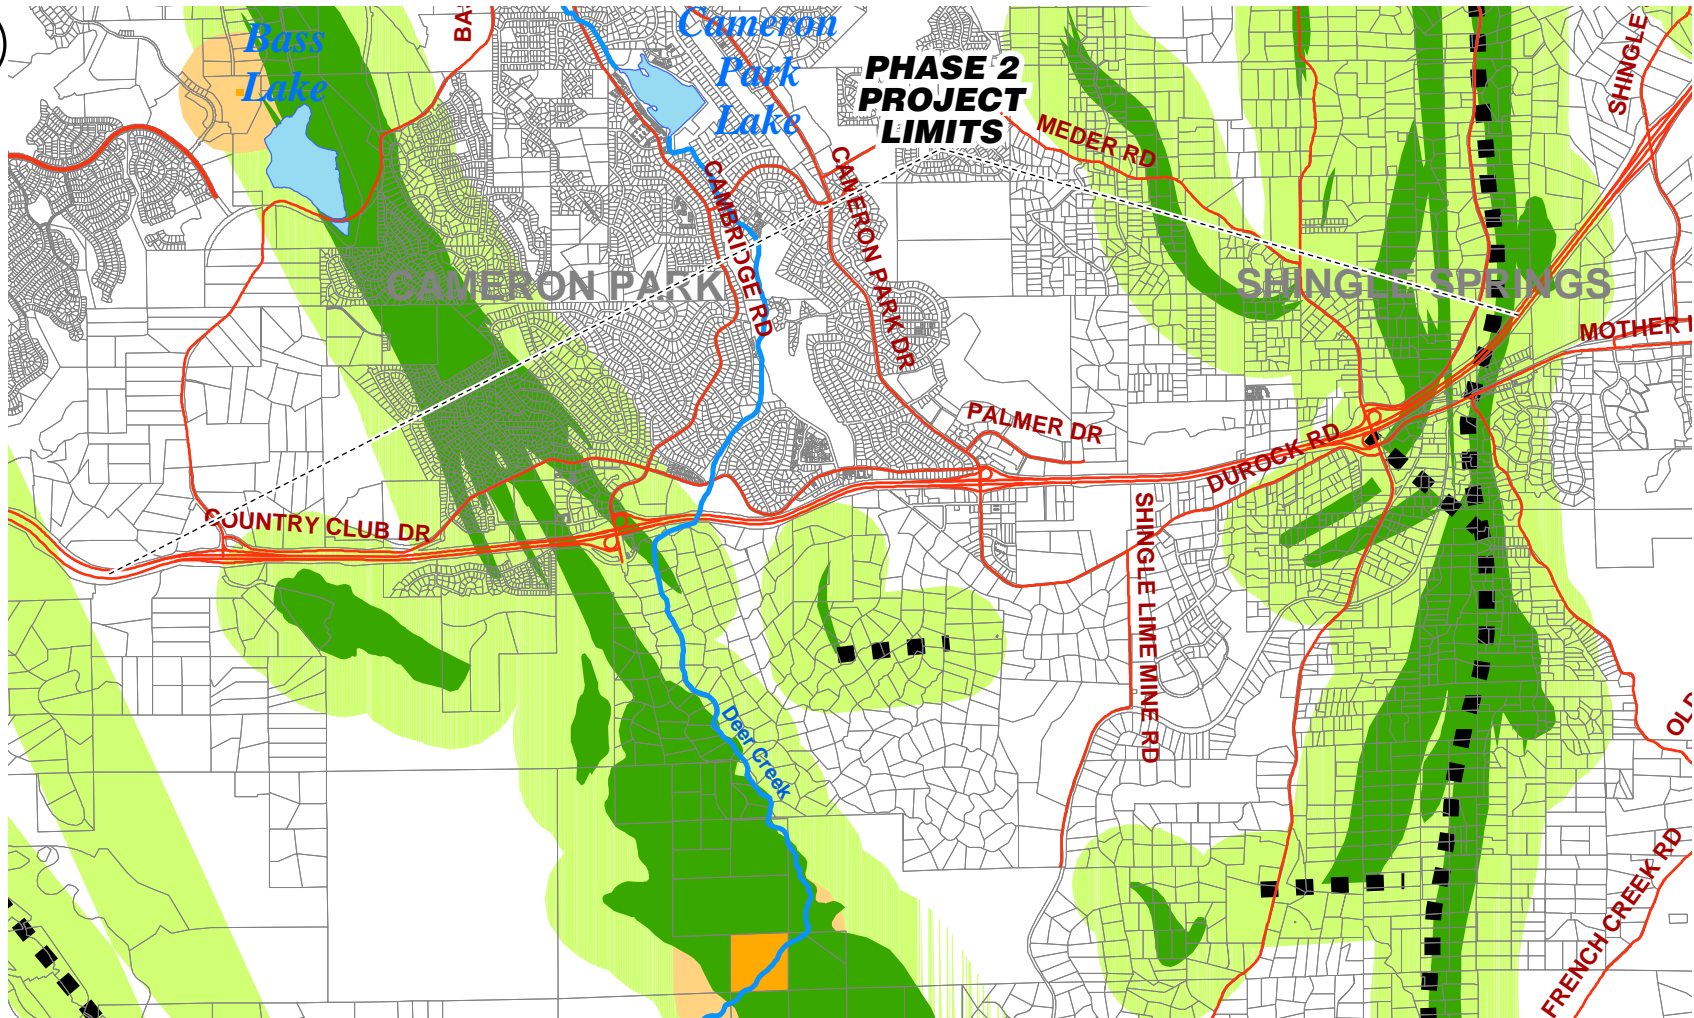 Bass
Lake
BAS
Cameron
Park
Lake
PHASE 2
PROJECT
LIMITS
MEDER RD
SHINGLE
CAMBRIDGE RD
CAMERON PARK DR
CAMERON PARK
SHINGLE SPRINGS
MOTHER
PALMER DR
DUROCK RD
COUNTRY CLUB DR
SHINGLE LIME MINE RD
Deer Creek
OLD
FRENCH CREEK RD